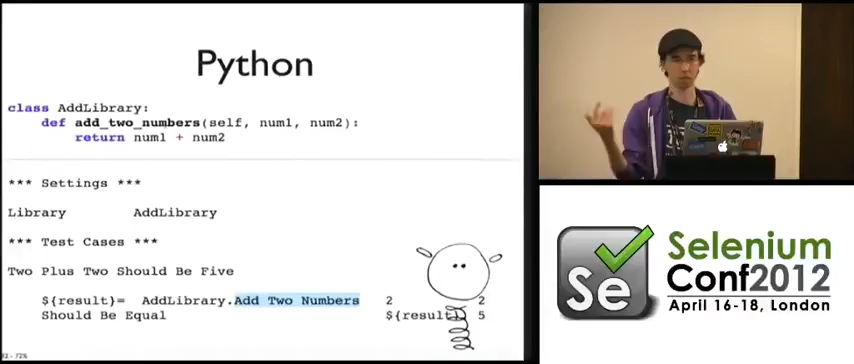 Python
class AddLibrary:
def add_two_numbers(self, num1, num2):
return num1 + num2
*** Settings ***
Library AddLibrary
*** Test Cases ***
Two Plus Two Should Be Five
${result}= AddLibrary.Add Two Numbers 2 2
Should Be Equal ${result 5
Se
Selenium
Conf2012
April 16-18, London